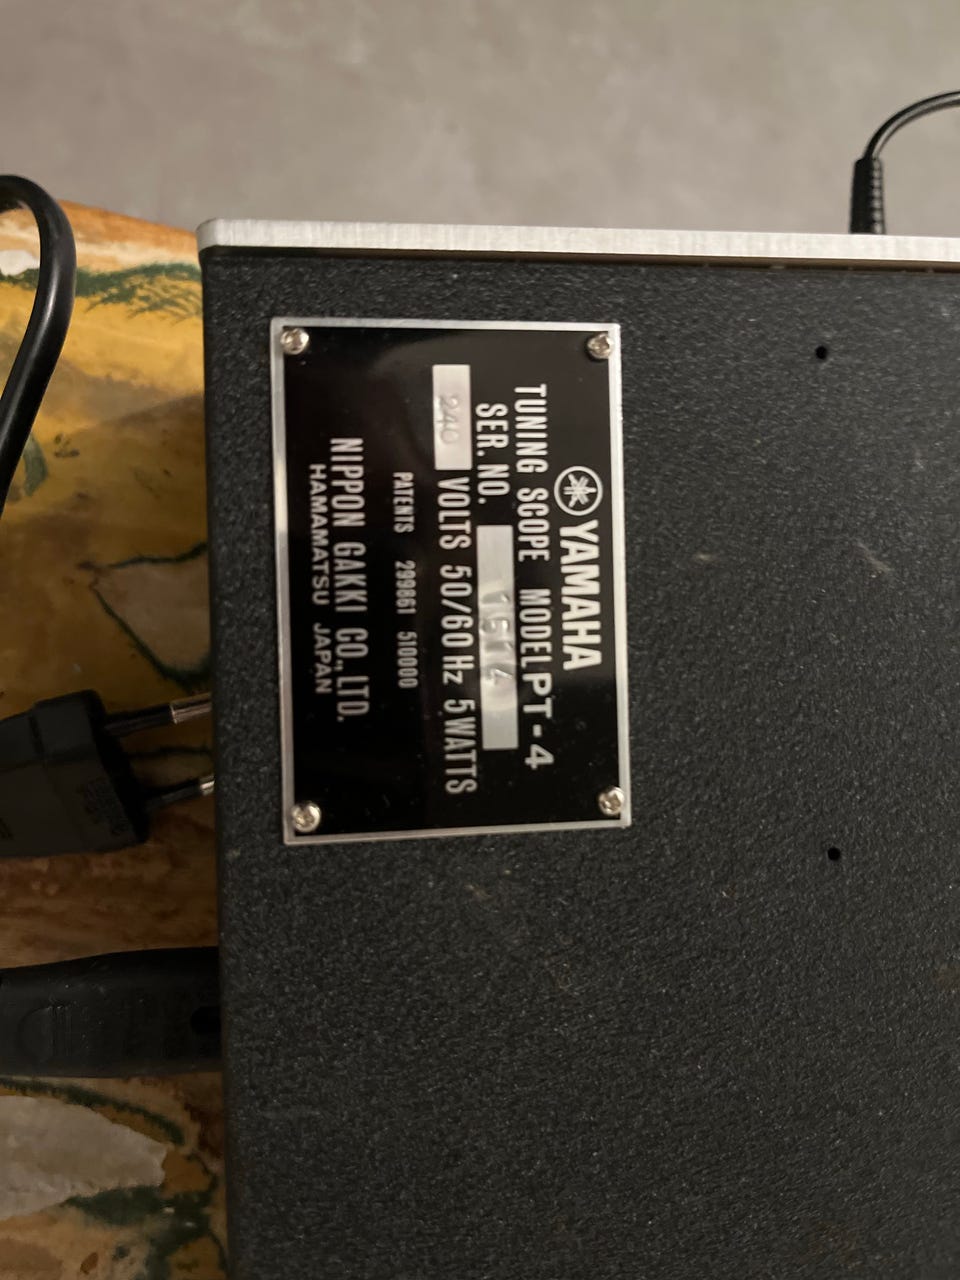 YAMAHA
TUNING SCOPE MODEL PT-4
SER. NO. 1514
240 VOLTS 50/60 Hz 5 WATTS
PATENTS 299861 510000
NIPPON GAKKI CO., LTD.
HAMAMATSU JAPAN